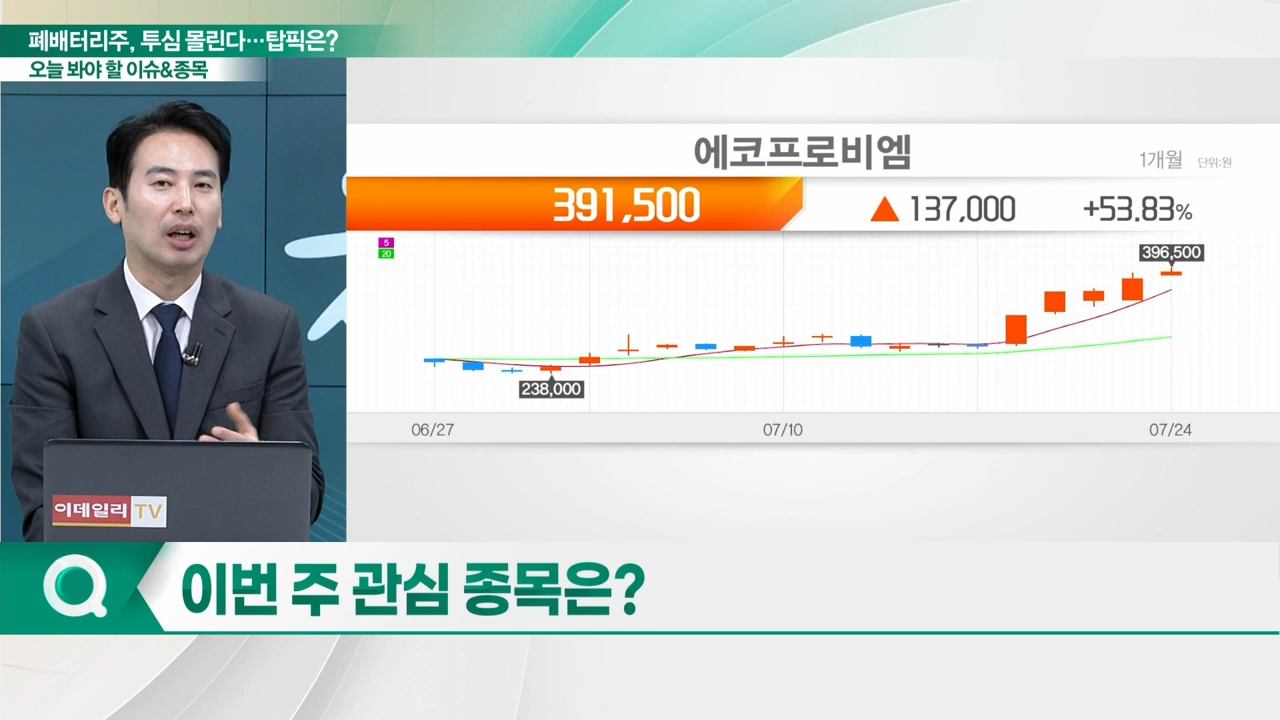 폐배터리주, 투심 몰린다…탑픽은?
오늘 봐야 할 이슈&종목
에코프로비엠
1개월 단위:원
391,500 ▲ 137,000 +53.83%
5
20
396,500
238,000
06/27 07/10 07/24
이데일리 TV
이번 주 관심 종목은?